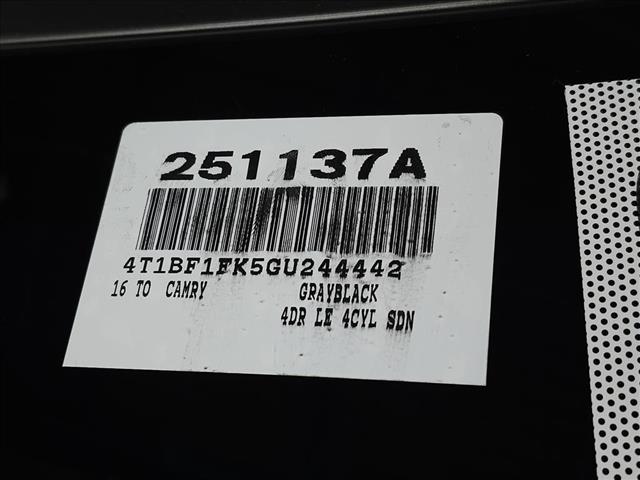 251137A
4T1BF1FK5GU244442
16 TO CAMRY GRAYBLACK
4DR LE 4CYL SDN